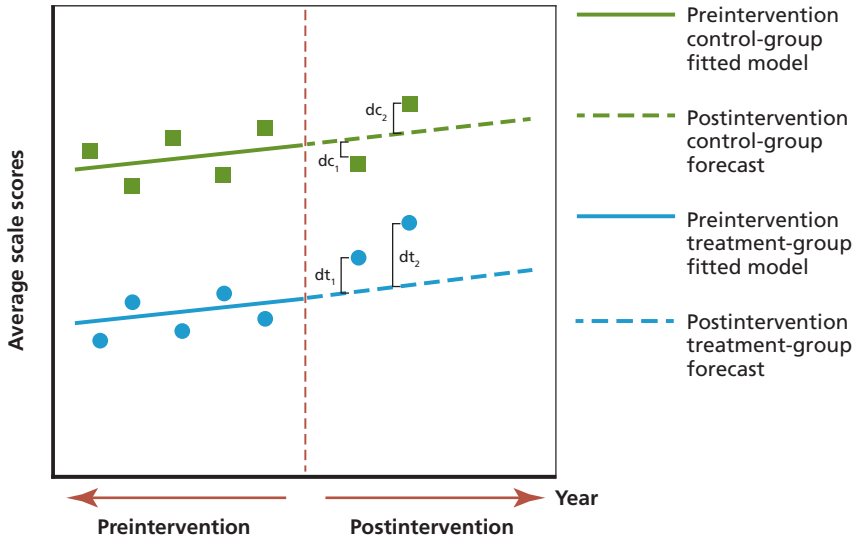 Preintervention
control-group
fitted model
Postintervention
control-group
forecast
Preintervention
treatment-group
fitted model
Postintervention
treatment-group
forecast
Average scale scores
dc₂
dc₁
dt₁
dt₂
Year
Preintervention
Postintervention